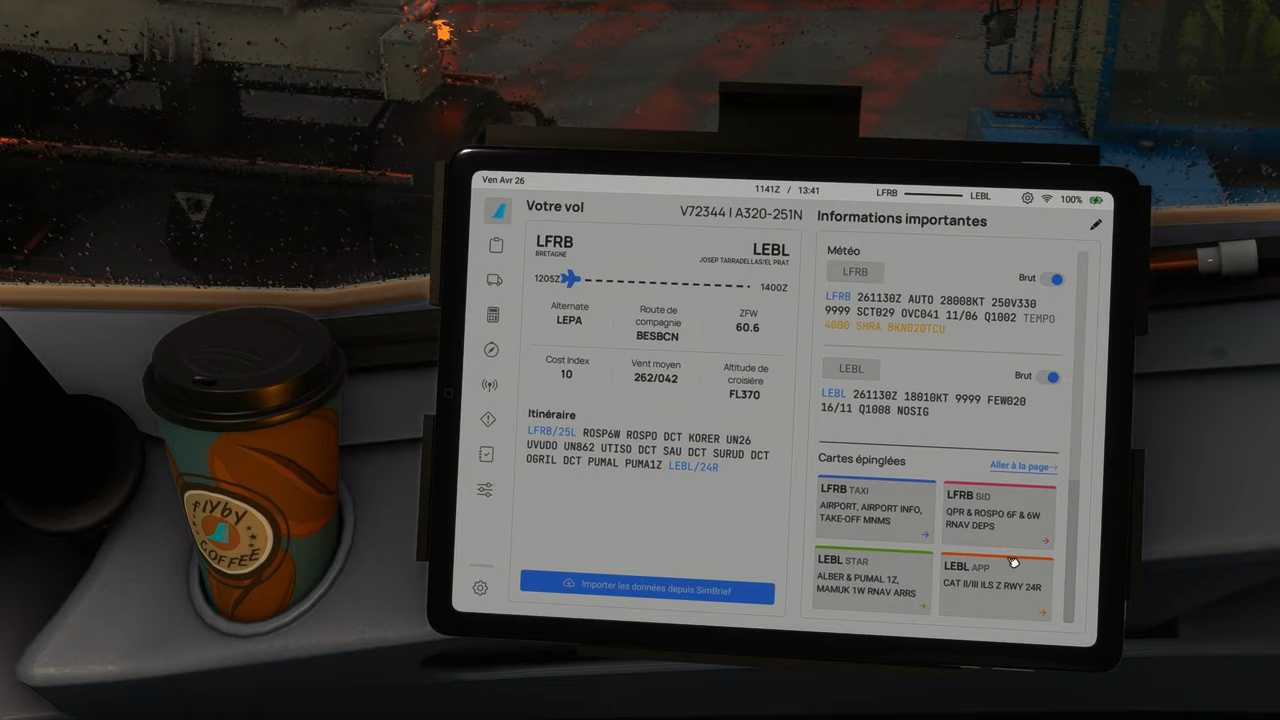 Ven Avr 26
1141Z / 13:41
LFRB LEBL
100%
Votre vol
V72344 | A320-251N
LFRB
BRETAGNE
LEBL
JOSEP TARRADELLAS/EL PRAT
1205Z
1400Z
Alternate
LEPA
Route de
compagnie
BESBCN
ZFW
60.6
Cost Index
10
Vent moyen
262/042
Altitude de
croisière
FL370
Itinéraire
LFRB/25L ROSP6W ROSPO DCT KORER UN26
UVUDO UN862 UTISO DCT SAU DCT SURUD DCT
OGRIL DCT PUMAL PUMA1Z LEBL/24R
Importer les données depuis SimBrief
Informations importantes
Météo
LFRB
Brut
LFRB 261130Z AUTO 28008KT 250V330
9999 SCT029 OVC041 11/06 Q1002 TEMPO
4000 SHRA BKN020TCU
LEBL
Brut
LEBL 261130Z 18010KT 9999 FEW020
16/11 Q1008 NOSIG
Cartes épinglées
Aller à la page
LFRB TAXI
AIRPORT, AIRPORT INFO,
TAKE-OFF MNMS
LFRB SID
QPR & ROSPO 6F & 6W
RNAV DEPS
LEBL STAR
ALBER & PUMAL 1Z,
MAMUK 1W RNAV ARRS
LEBL APP
CAT II/III ILS Z RWY 24R
flyby
COFFEE